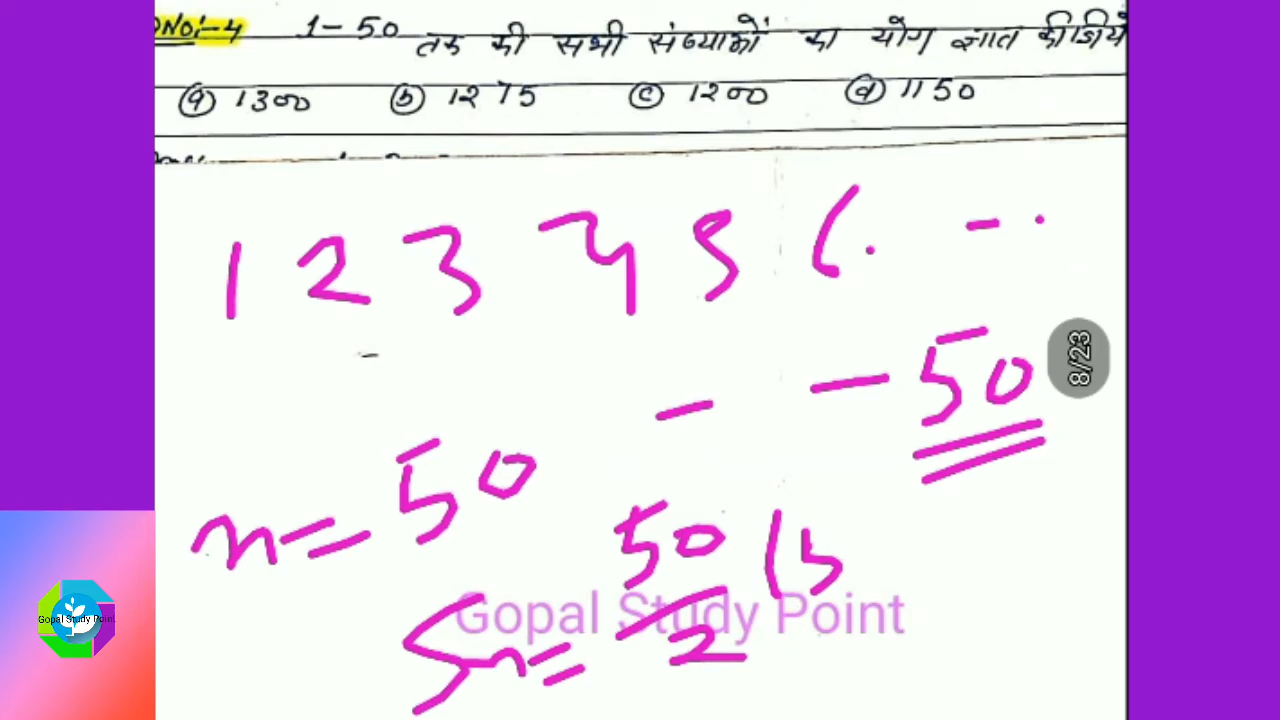 QNO:-4 1-50 तक की सभी संख्याओं का योग ज्ञात कीजिये
(a) 1300 (b) 1275 (c) 1200 (d) 1150
1 2 3 4 5 6. - .
- - 50
n= 50
Sn= 50/2 (5
Gopal Study Point
Gopal Study Point
8/23